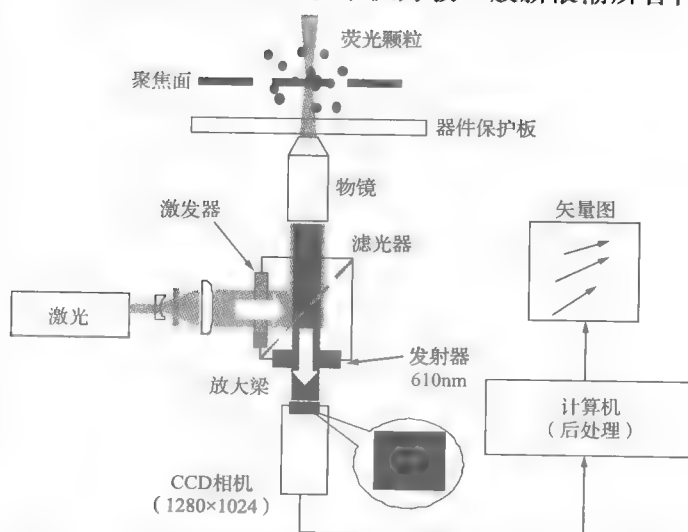 荧光颗粒
聚焦面
器件保护板
物镜
激发器
矢量图
滤光器
激光
发射器
610nm
放大梁
计算机
（后处理）
CCD相机
（1280×1024）